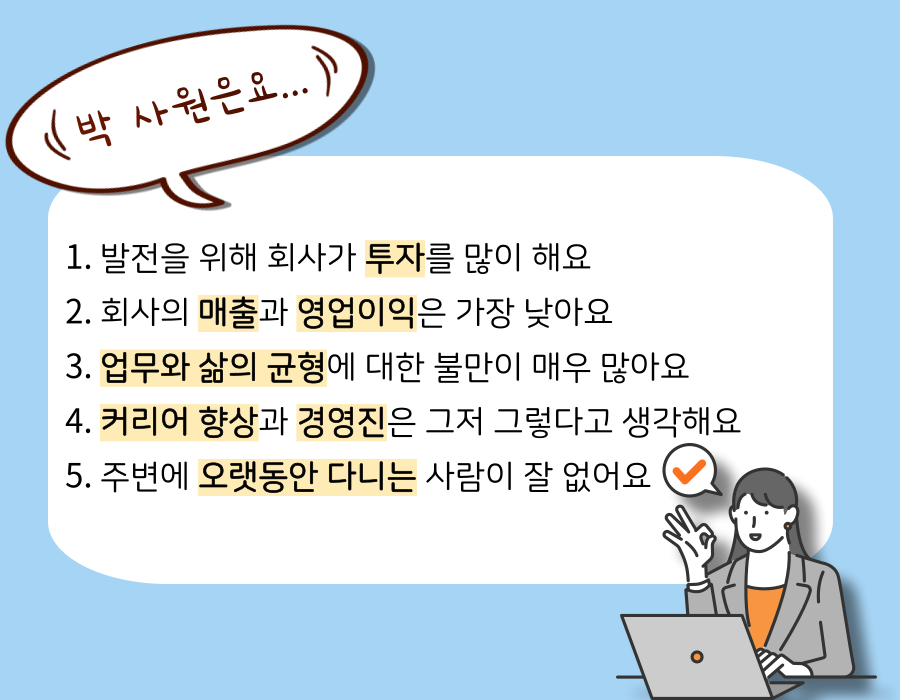 박 사원은요...
1. 발전을 위해 회사가 투자를 많이 해요
2. 회사의 매출과 영업이익은 가장 낮아요
3. 업무와 삶의 균형에 대한 불만이 매우 많아요
4. 커리어 향상과 경영진은 그저 그렇다고 생각해요
5. 주변에 오랫동안 다니는 사람이 잘 없어요